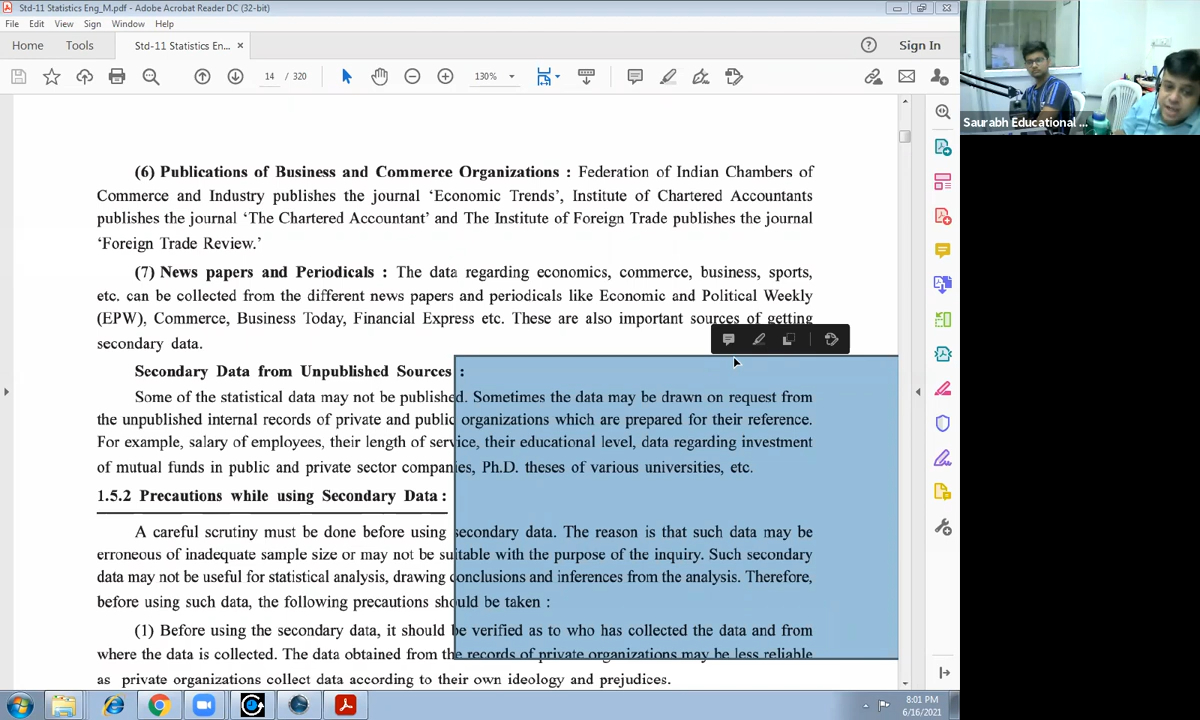 Std-11 Statistics Eng_M.pdf - Adobe Acrobat Reader DC (32-bit)
File Edit View Sign Window Help
Home Tools Std-11 Statistics En... × Sign In
14 / 320 130%
Saurabh Educational ...
(6) Publications of Business and Commerce Organizations : Federation of Indian Chambers of
Commerce and Industry publishes the journal ‘Economic Trends’, Institute of Chartered Accountants
publishes the journal ‘The Chartered Accountant’ and The Institute of Foreign Trade publishes the journal
‘Foreign Trade Review.’
(7) News papers and Periodicals : The data regarding economics, commerce, business, sports,
etc. can be collected from the different news papers and periodicals like Economic and Political Weekly
(EPW), Commerce, Business Today, Financial Express etc. These are also important sources of getting
secondary data.
Secondary Data from Unpublished Sources :
Some of the statistical data may not be published. Sometimes the data may be drawn on request from
the unpublished internal records of private and public organizations which are prepared for their reference.
For example, salary of employees, their length of service, their educational level, data regarding investment
of mutual funds in public and private sector companies, Ph.D. theses of various universities, etc.
1.5.2 Precautions while using Secondary Data :
A careful scrutiny must be done before using secondary data. The reason is that such data may be
erroneous of inadequate sample size or may not be suitable with the purpose of the inquiry. Such secondary
data may not be useful for statistical analysis, drawing conclusions and inferences from the analysis. Therefore,
before using such data, the following precautions should be taken :
(1) Before using the secondary data, it should be verified as to who has collected the data and from
where the data is collected. The data obtained from the records of private organizations may be less reliable
as private organizations collect data according to their own ideology and prejudices.
8:01 PM
6/16/2021